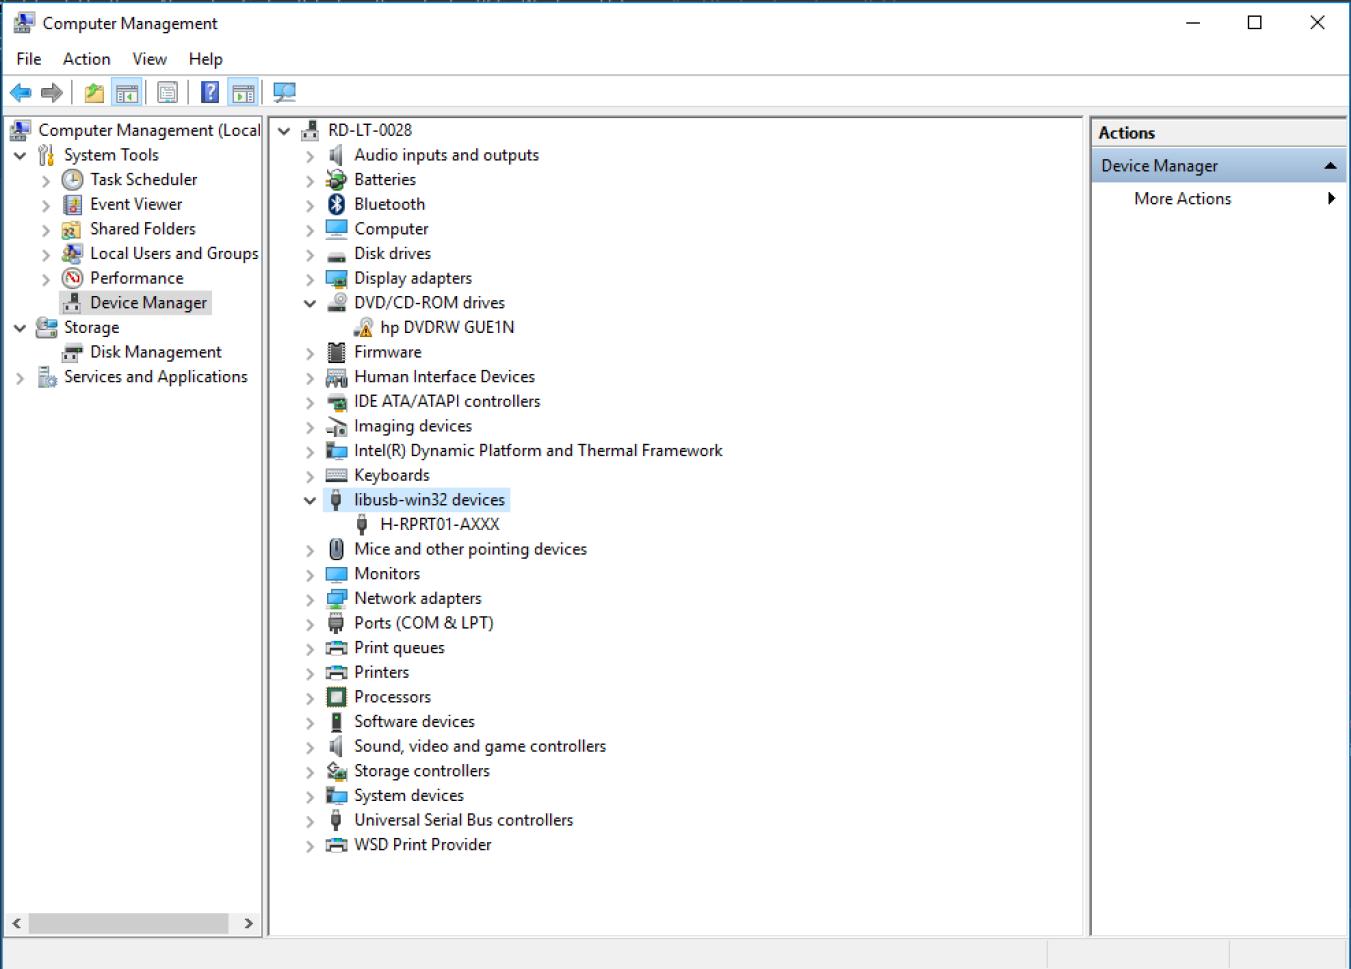 Computer Management
File Action View Help
Computer Management (Local
System Tools
Task Scheduler
Event Viewer
Shared Folders
Local Users and Groups
Performance
Device Manager
Storage
Disk Management
Services and Applications
RD-LT-0028
Audio inputs and outputs
Batteries
Bluetooth
Computer
Disk drives
Display adapters
DVD/CD-ROM drives
hp DVDRW GUE1N
Firmware
Human Interface Devices
IDE ATA/ATAPI controllers
Imaging devices
Intel(R) Dynamic Platform and Thermal Framework
Keyboards
libusb-win32 devices
H-RPRT01-AXXX
Mice and other pointing devices
Monitors
Network adapters
Ports (COM & LPT)
Print queues
Printers
Processors
Software devices
Sound, video and game controllers
Storage controllers
System devices
Universal Serial Bus controllers
WSD Print Provider
Actions
Device Manager
More Actions